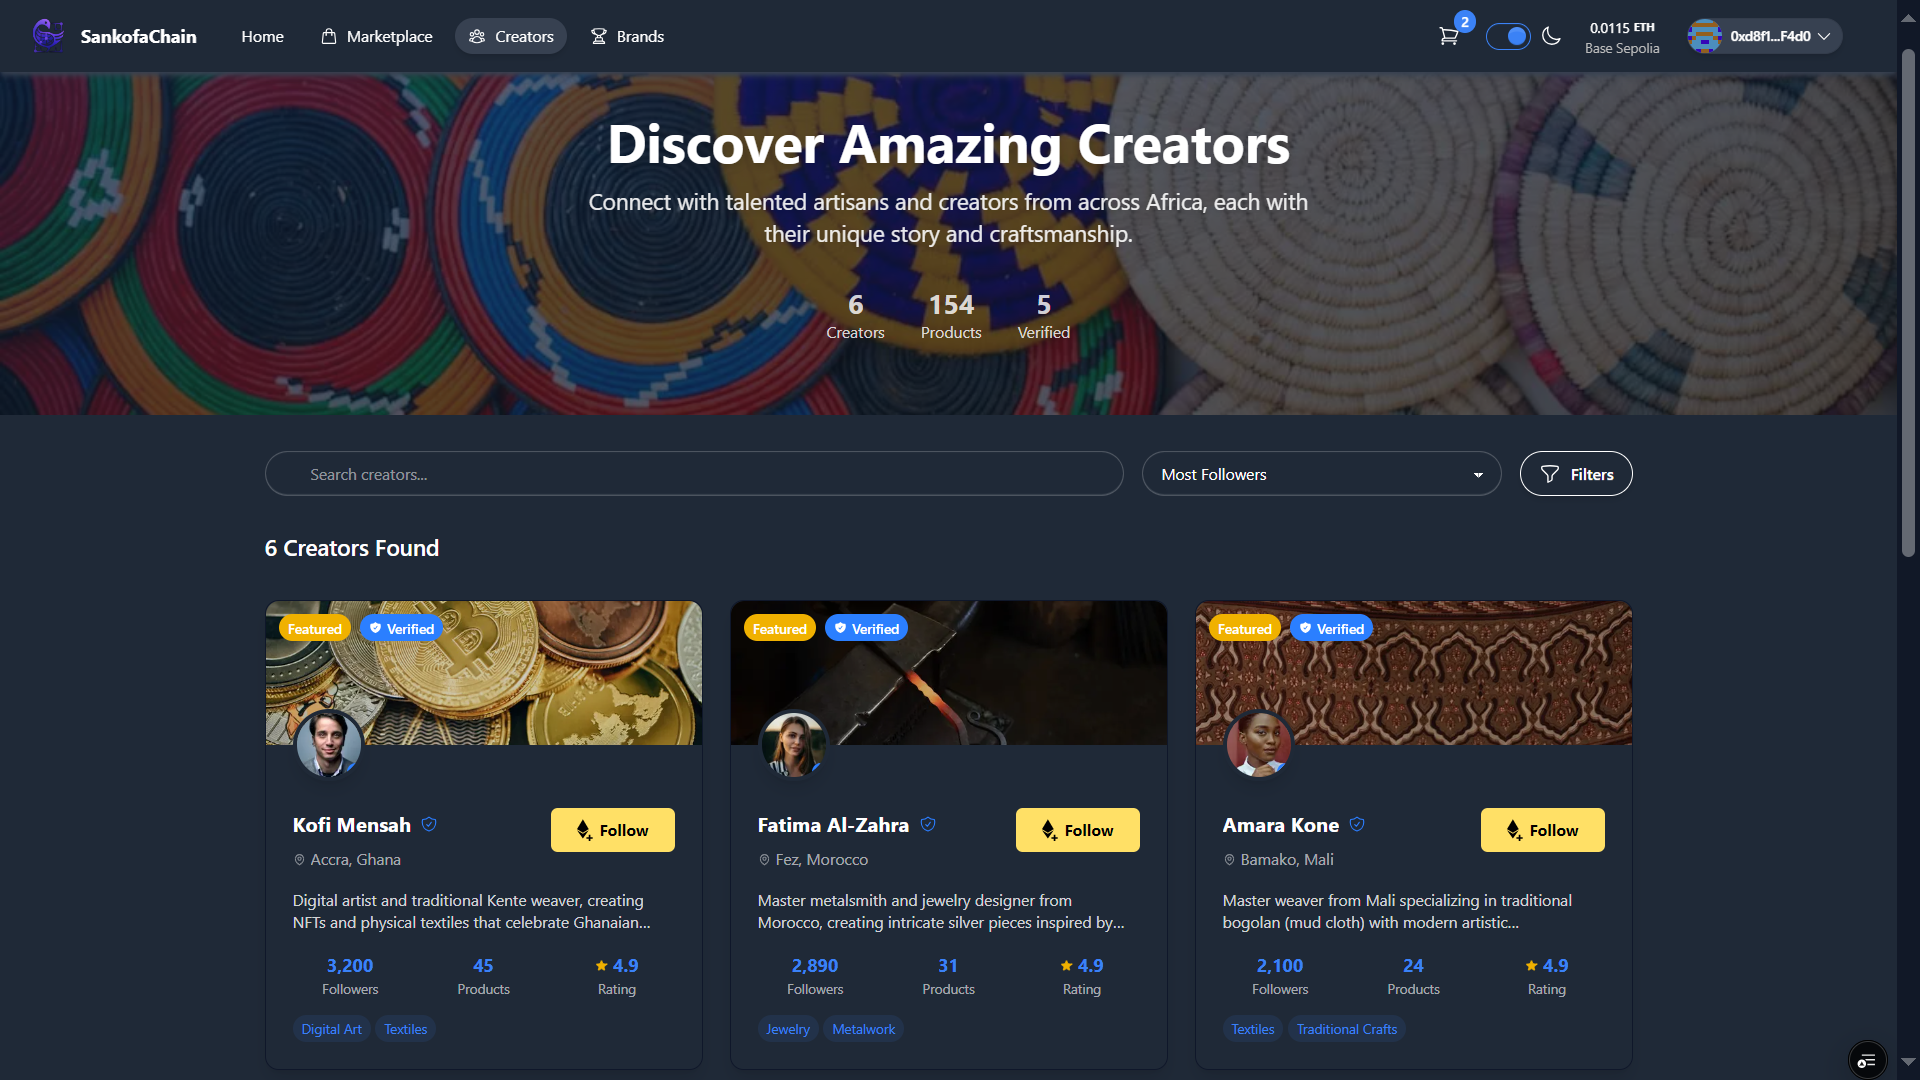 SankofaChain
Home
Marketplace
Creators
Brands
2
0.0115 ETH
Base Sepolia
0xd8f1...F4d0
Discover Amazing Creators
Connect with talented artisans and creators from across Africa, each with
their unique story and craftsmanship.
6
Creators
154
Products
5
Verified
Search creators...
Most Followers
Filters
6 Creators Found
Featured
Verified
Kofi Mensah
Follow
Accra, Ghana
Digital artist and traditional Kente weaver, creating
NFTs and physical textiles that celebrate Ghanaian...
3,200
Followers
45
Products
4.9
Rating
Digital Art
Textiles
Featured
Verified
Fatima Al-Zahra
Follow
Fez, Morocco
Master metalsmith and jewelry designer from
Morocco, creating intricate silver pieces inspired by...
2,890
Followers
31
Products
4.9
Rating
Jewelry
Metalwork
Featured
Verified
Amara Kone
Follow
Bamako, Mali
Master weaver from Mali specializing in traditional
bogolan (mud cloth) with modern artistic...
2,100
Followers
24
Products
4.9
Rating
Textiles
Traditional Crafts